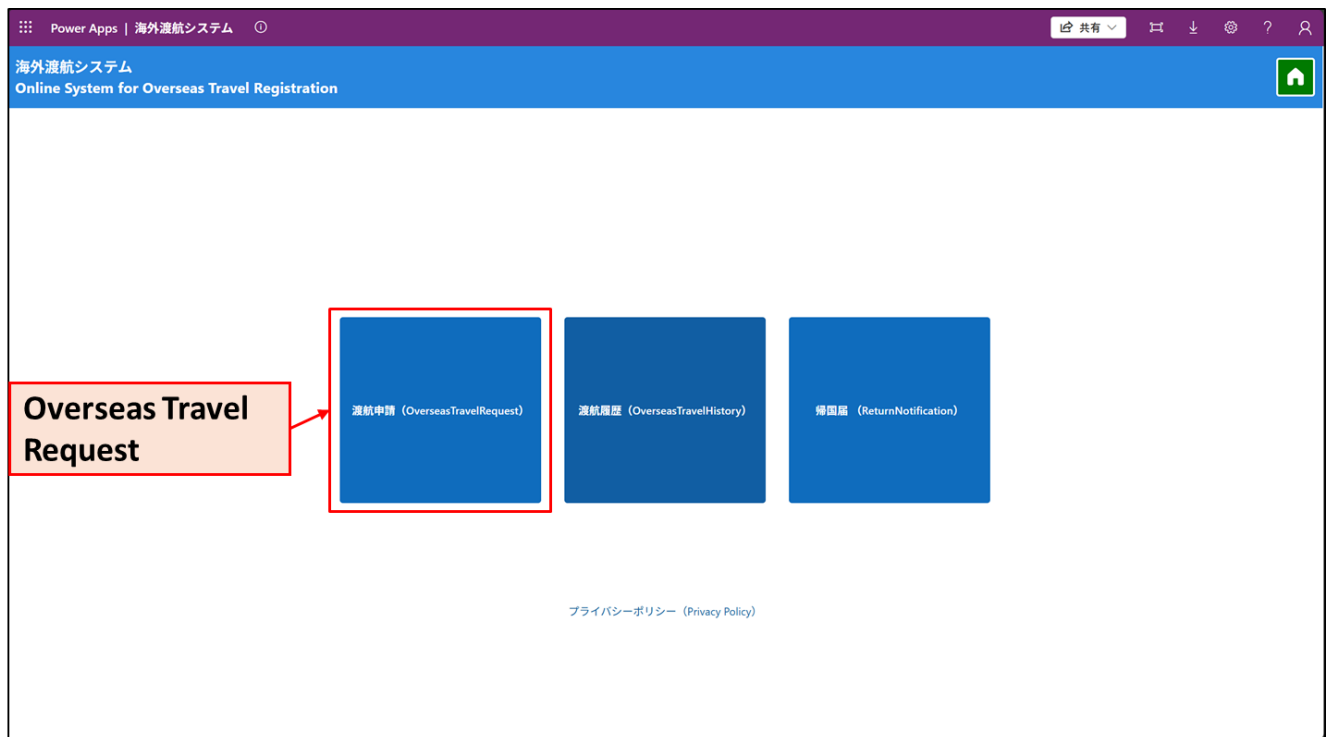 Power Apps | 海外渡航システム
共有
海外渡航システム
Online System for Overseas Travel Registration
Overseas Travel
Request
渡航申請（OverseasTravelRequest）
渡航履歴（OverseasTravelHistory）
帰国届 （ReturnNotification）
プライバシーポリシー（Privacy Policy）